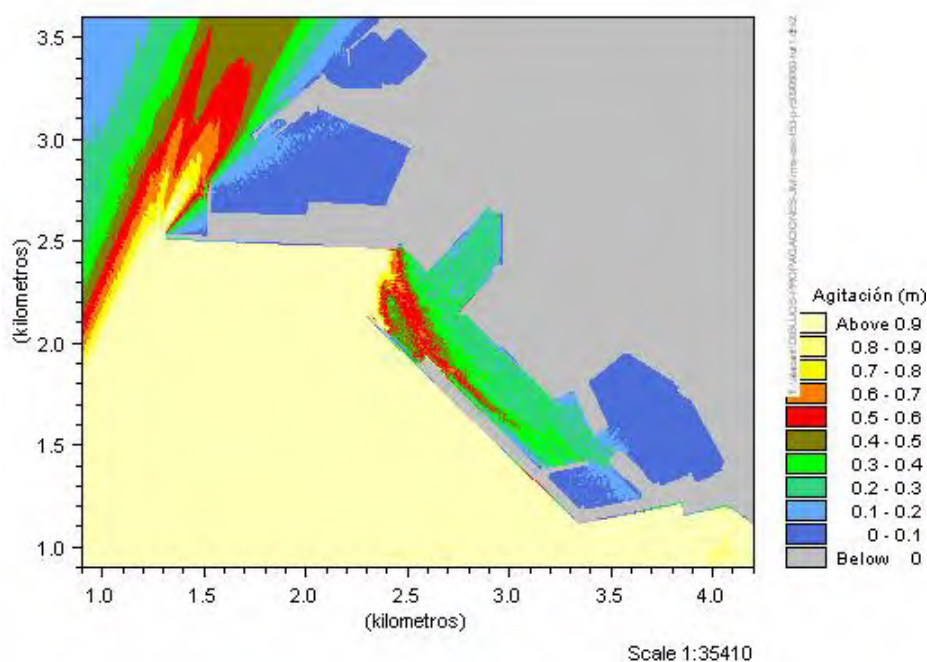 3.5
3.0
2.5
2.0
1.5
1.0
(kilometros)
1.0 1.5 2.0 2.5 3.0 3.5 4.0
(kilometros)
Scale 1:35410
Agitación (m)
Above 0.9
0.8 - 0.9
0.7 - 0.8
0.6 - 0.7
0.5 - 0.6
0.4 - 0.5
0.3 - 0.4
0.2 - 0.3
0.1 - 0.2
0 - 0.1
Below 0